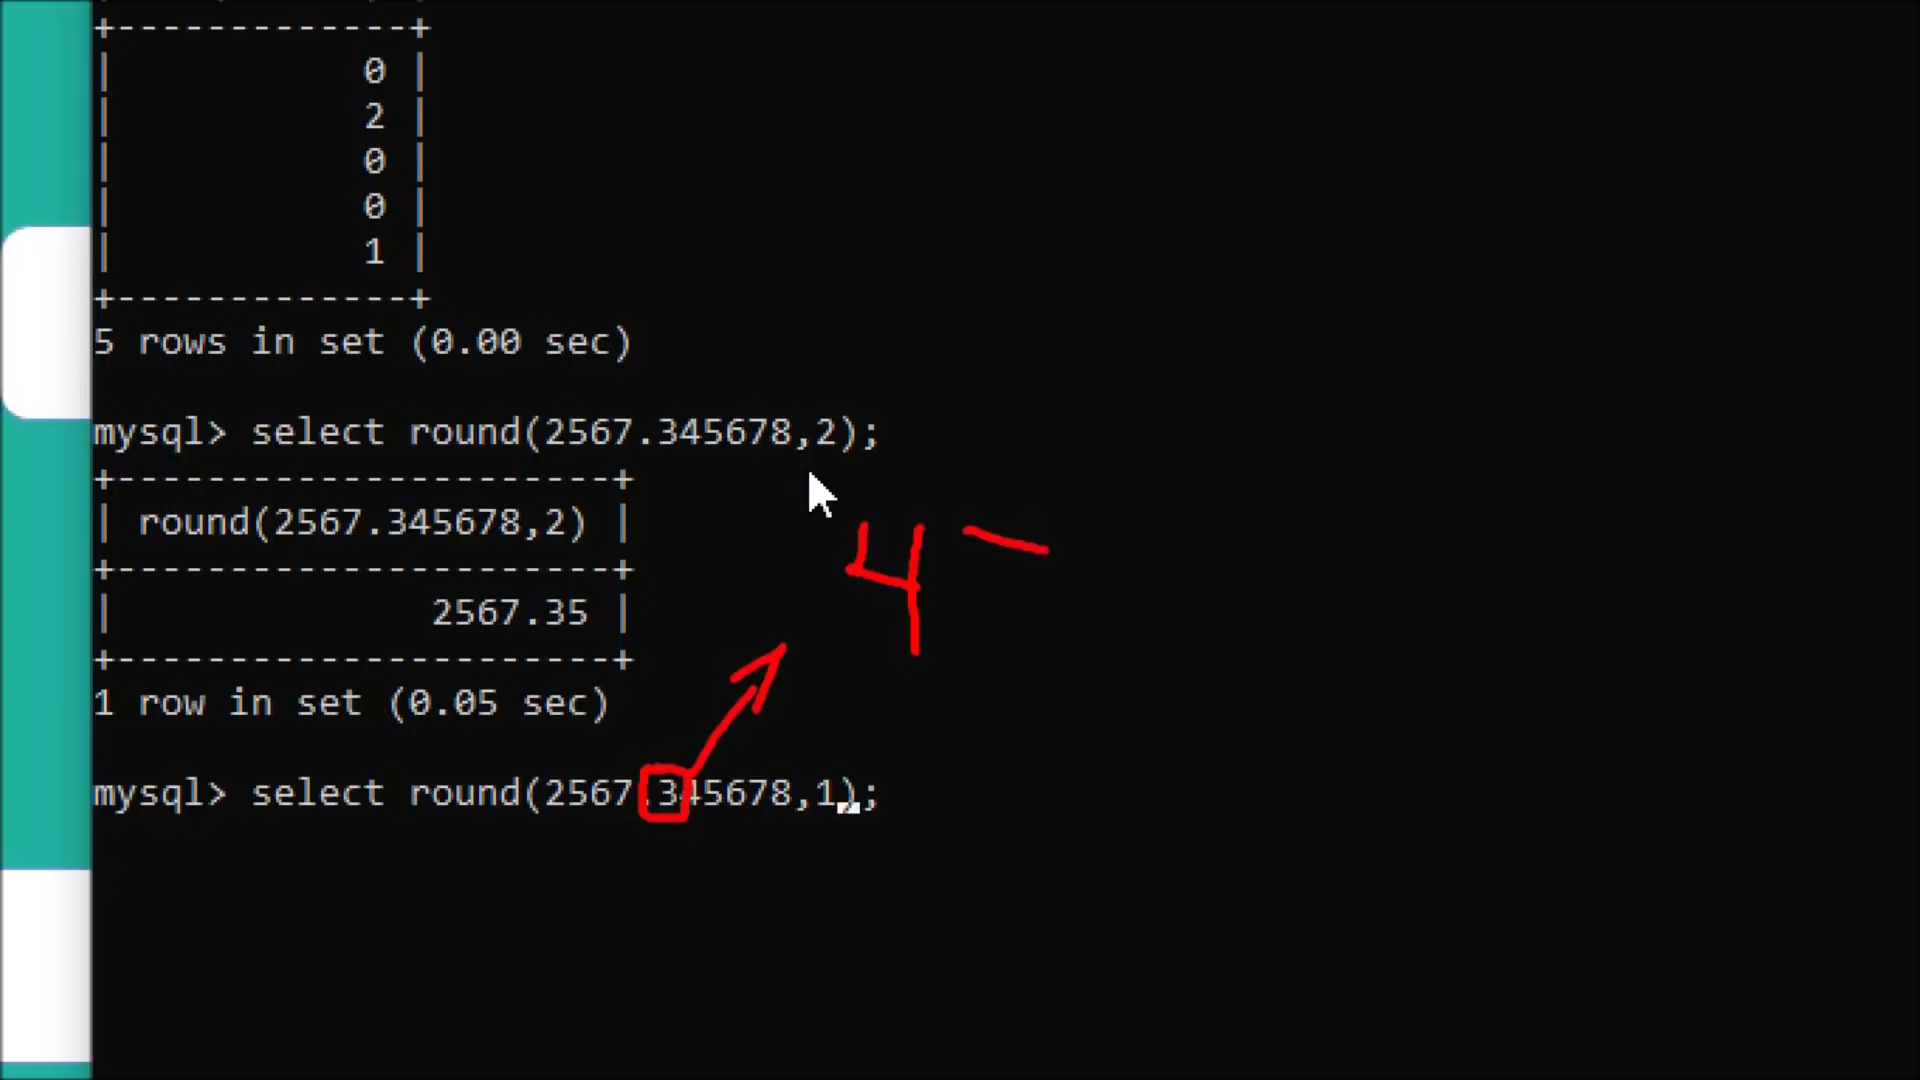 +-------------+
|           0 |
|           2 |
|           0 |
|           0 |
|           1 |
+-------------+
5 rows in set (0.00 sec)
mysql> select round(2567.345678,2);
+----------------------+
| round(2567.345678,2) |
+----------------------+
|              2567.35 |
+----------------------+
1 row in set (0.05 sec)
4
mysql> select round(2567.345678,1);